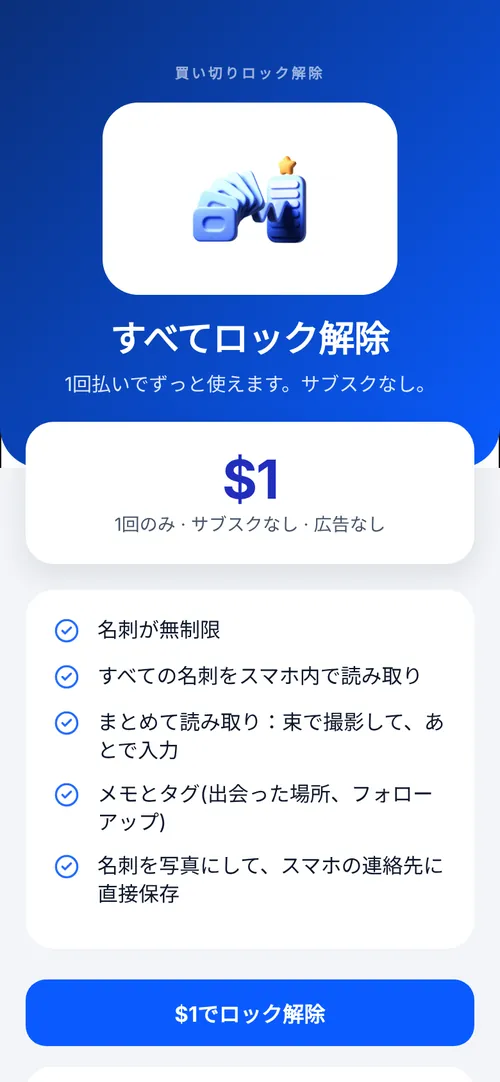 買い切りロック解除
すべてロック解除
1回払いでずっと使えます。サブスクなし。
$1
1回のみ · サブスクなし · 広告なし
名刺が無制限
すべての名刺をスマホ内で読み取り
まとめて読み取り：束で撮影して、あ
とで入力
メモとタグ(出会った場所、フォロー
アップ)
名刺を写真にして、スマホの連絡先に
直接保存
$1でロック解除